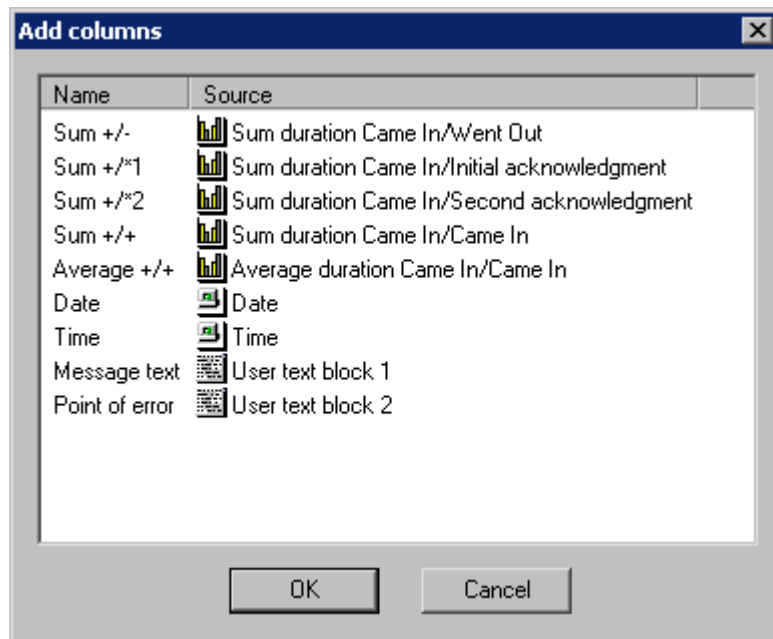 Add columns
Name Source
Sum +/- Sum duration Came In/Went Out
Sum +/*1 Sum duration Came In/Initial acknowledgment
Sum +/*2 Sum duration Came In/Second acknowledgment
Sum +/+ Sum duration Came In/Came In
Average +/+ Average duration Came In/Came In
Date Date
Time Time
Message text User text block 1
Point of error User text block 2
OK Cancel